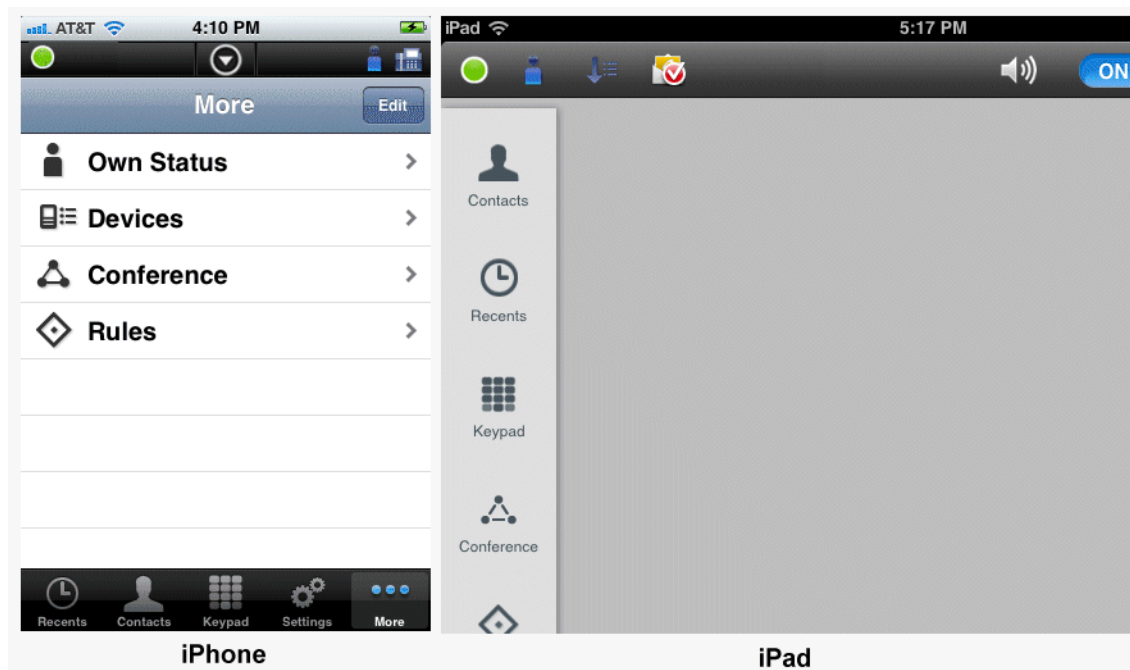 AT&T 4:10 PM
More Edit
Own Status
Devices
Conference
Rules
Recents Contacts Keypad Settings More
iPhone
iPad 5:17 PM
ON
Contacts
Recents
Keypad
Conference
iPad